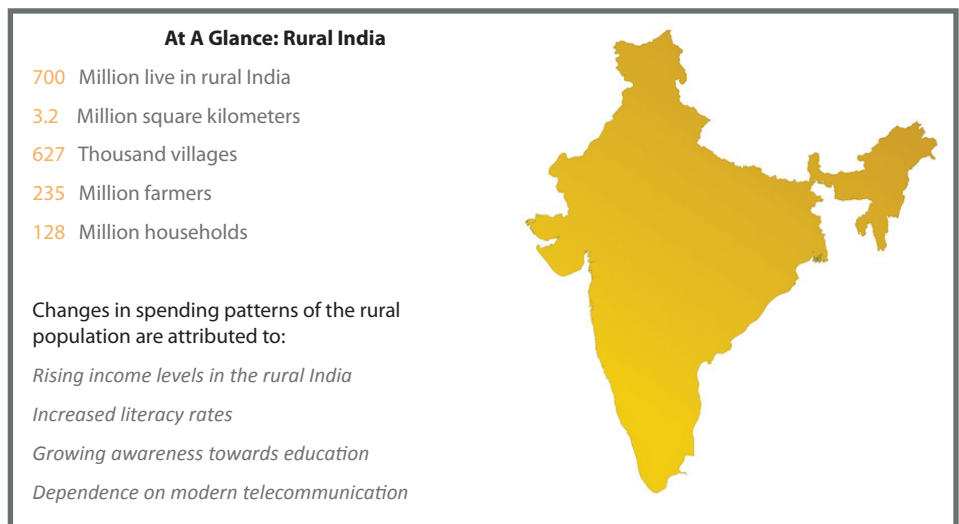 At A Glance: Rural India
700 Million live in rural India
3.2 Million square kilometers
627 Thousand villages
235 Million farmers
128 Million households
Changes in spending patterns of the rural
population are attributed to:
Rising income levels in the rural India
Increased literacy rates
Growing awareness towards education
Dependence on modern telecommunication